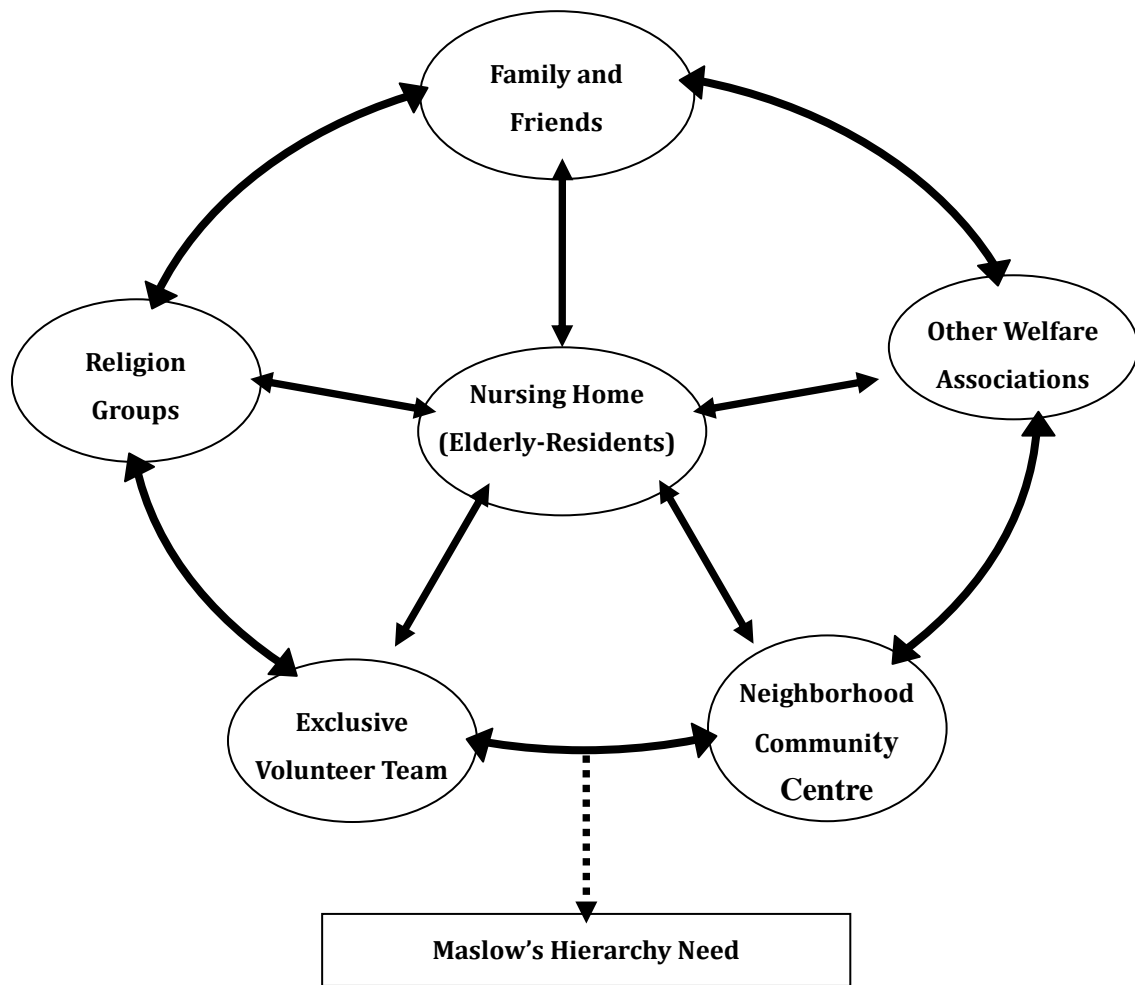 Family and
Friends
Religion
Groups
Other Welfare
Associations
Nursing Home
(Elderly-Residents)
Exclusive
Volunteer Team
Neighborhood
Community
Centre
Maslow's Hierarchy Need